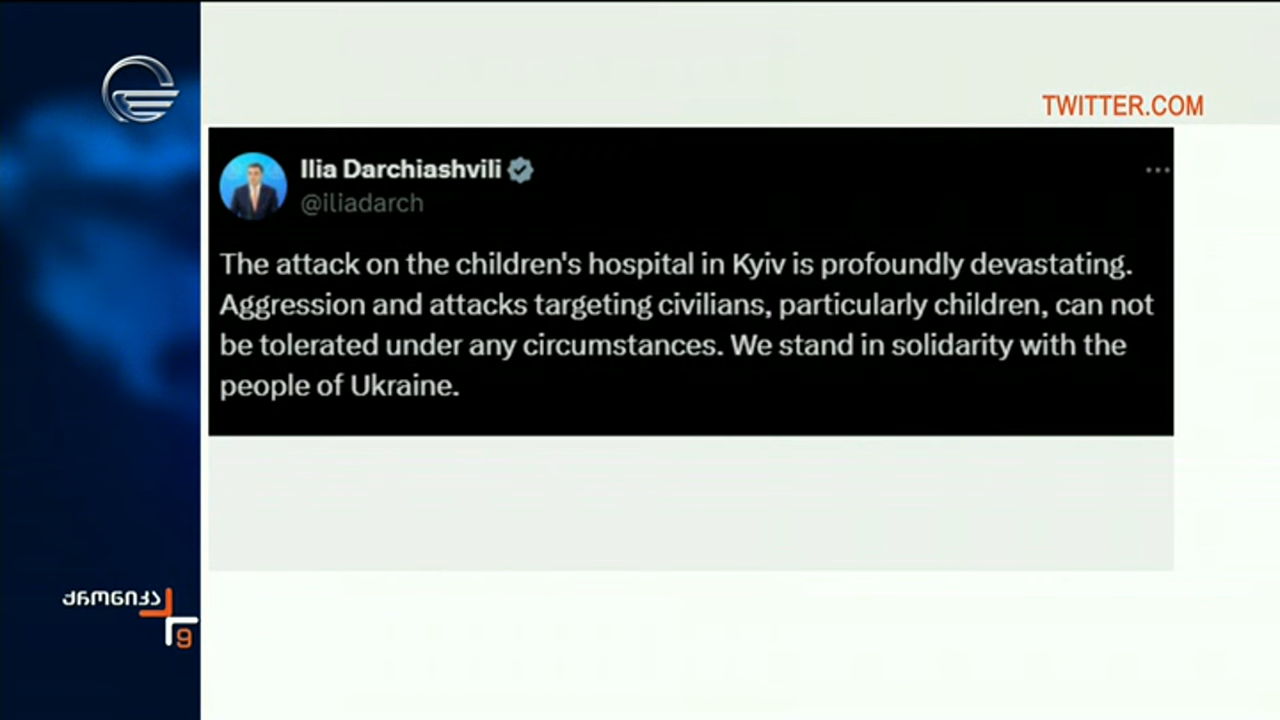 TWITTER.COM
Ilia Darchiashvili
@iliadarch
The attack on the children's hospital in Kyiv is profoundly devastating.
Aggression and attacks targeting civilians, particularly children, can not
be tolerated under any circumstances. We stand in solidarity with the
people of Ukraine.
ქრონიკა
9